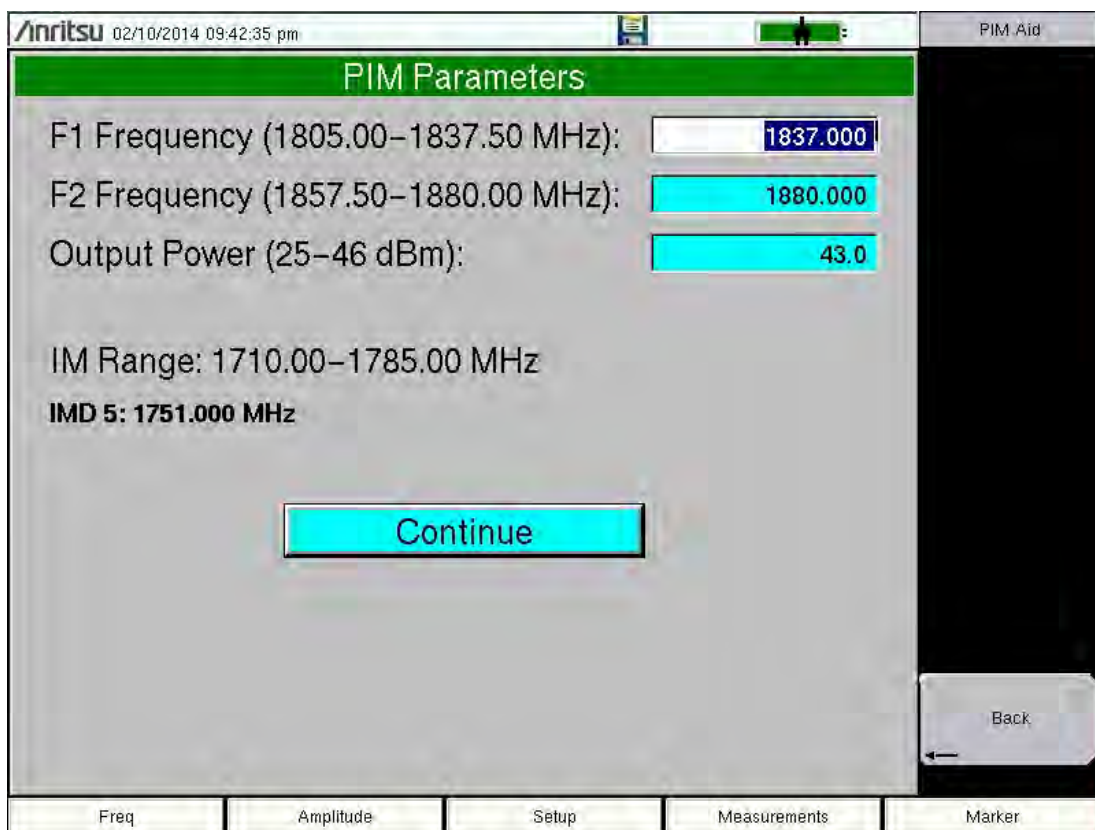 /Inritsu 02/10/2014 09:42:35 pm
PIM Aid
PIM Parameters
F1 Frequency (1805.00–1837.50 MHz): 1837.000
F2 Frequency (1857.50–1880.00 MHz): 1880.000
Output Power (25–46 dBm): 43.0
IM Range: 1710.00–1785.00 MHz
IMD 5: 1751.000 MHz
Continue
Back
Freq Amplitude Setup Measurements Marker